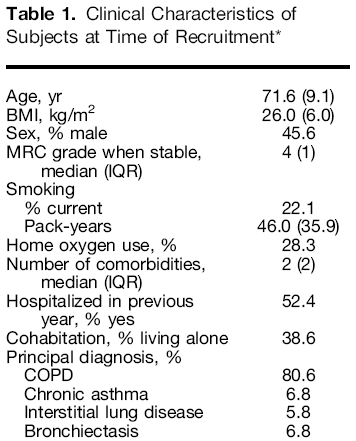 Table 1. Clinical Characteristics of
Subjects at Time of Recruitment*
Age, yr 71.6 (9.1)
BMI, kg/m2 26.0 (6.0)
Sex, % male 45.6
MRC grade when stable, 4 (1)
median (IQR)
Smoking
% current 22.1
Pack-years 46.0 (35.9)
Home oxygen use, % 28.3
Number of comorbidities, 2 (2)
median (IQR)
Hospitalized in previous 52.4
year, % yes
Cohabitation, % living alone 38.6
Principal diagnosis, %
COPD 80.6
Chronic asthma 6.8
Interstitial lung disease 5.8
Bronchiectasis 6.8